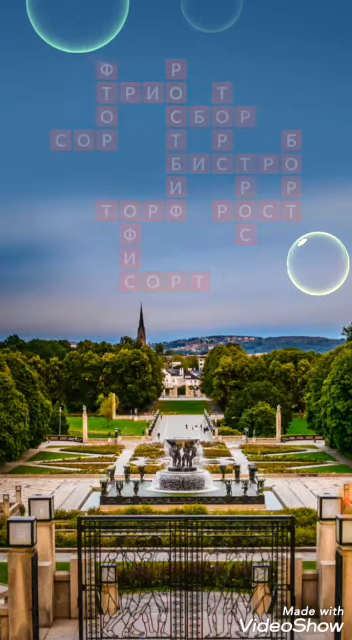 Ф Р
ТРИО Т
О СБОР
СОР Т Р Б
БИСТРО
И Р Р
ТОРФ РОСТ
Ф С
И
СОРТ
Made with
VideoShow